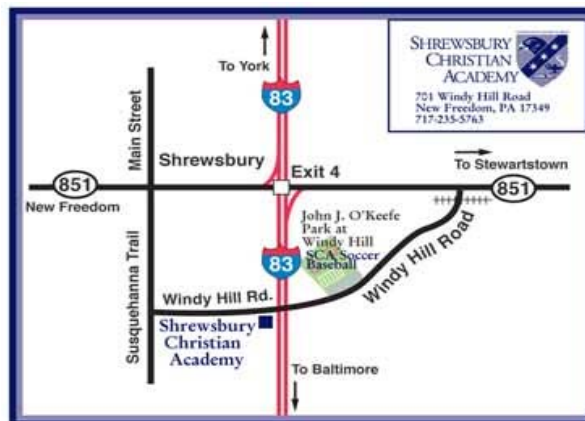 SHREWSBURY
CHRISTIAN
ACADEMY
701 Windy Hill Road
New Freedom, PA 17349
717-235-5763
To York
83
Main Street
Shrewsbury
Exit 4
To Stewartstown
851
New Freedom
851
John J. O'Keefe
Park at
Windy Hill
SCA Soccer
Baseball
83
Windy Hill Road
Susquehanna Trail
Windy Hill Rd.
Shrewsbury
Christian
Academy
To Baltimore